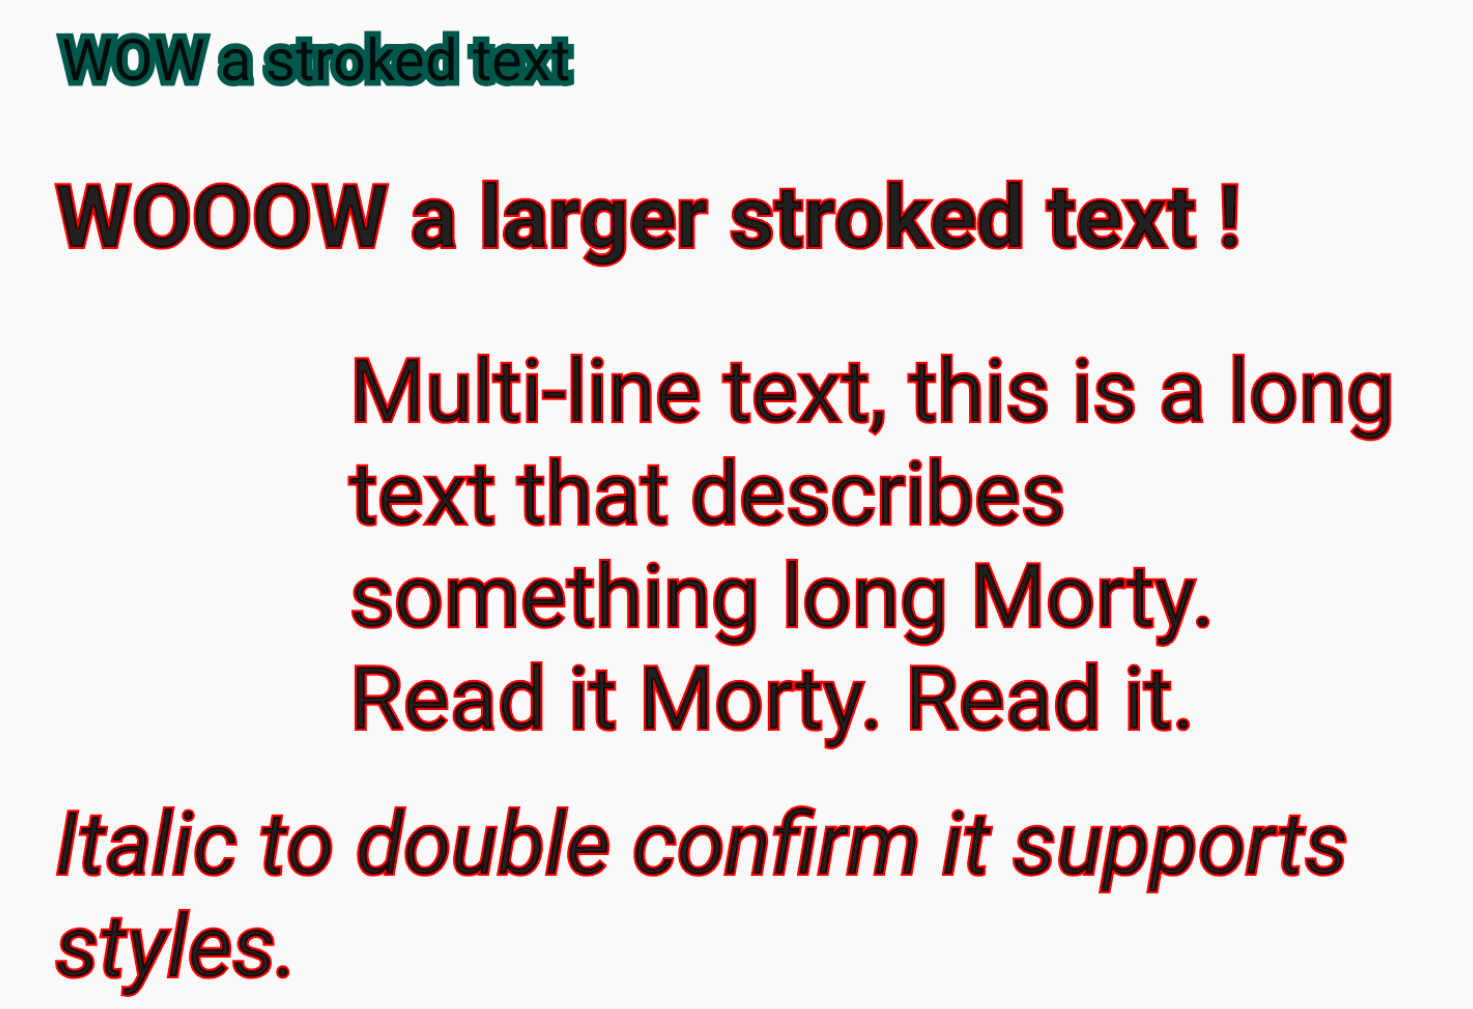 WOW a stroked text
WOOOW a larger stroked text !
Multi-line text, this is a long
text that describes
something long Morty.
Read it Morty. Read it.
Italic to double confirm it supports
styles.